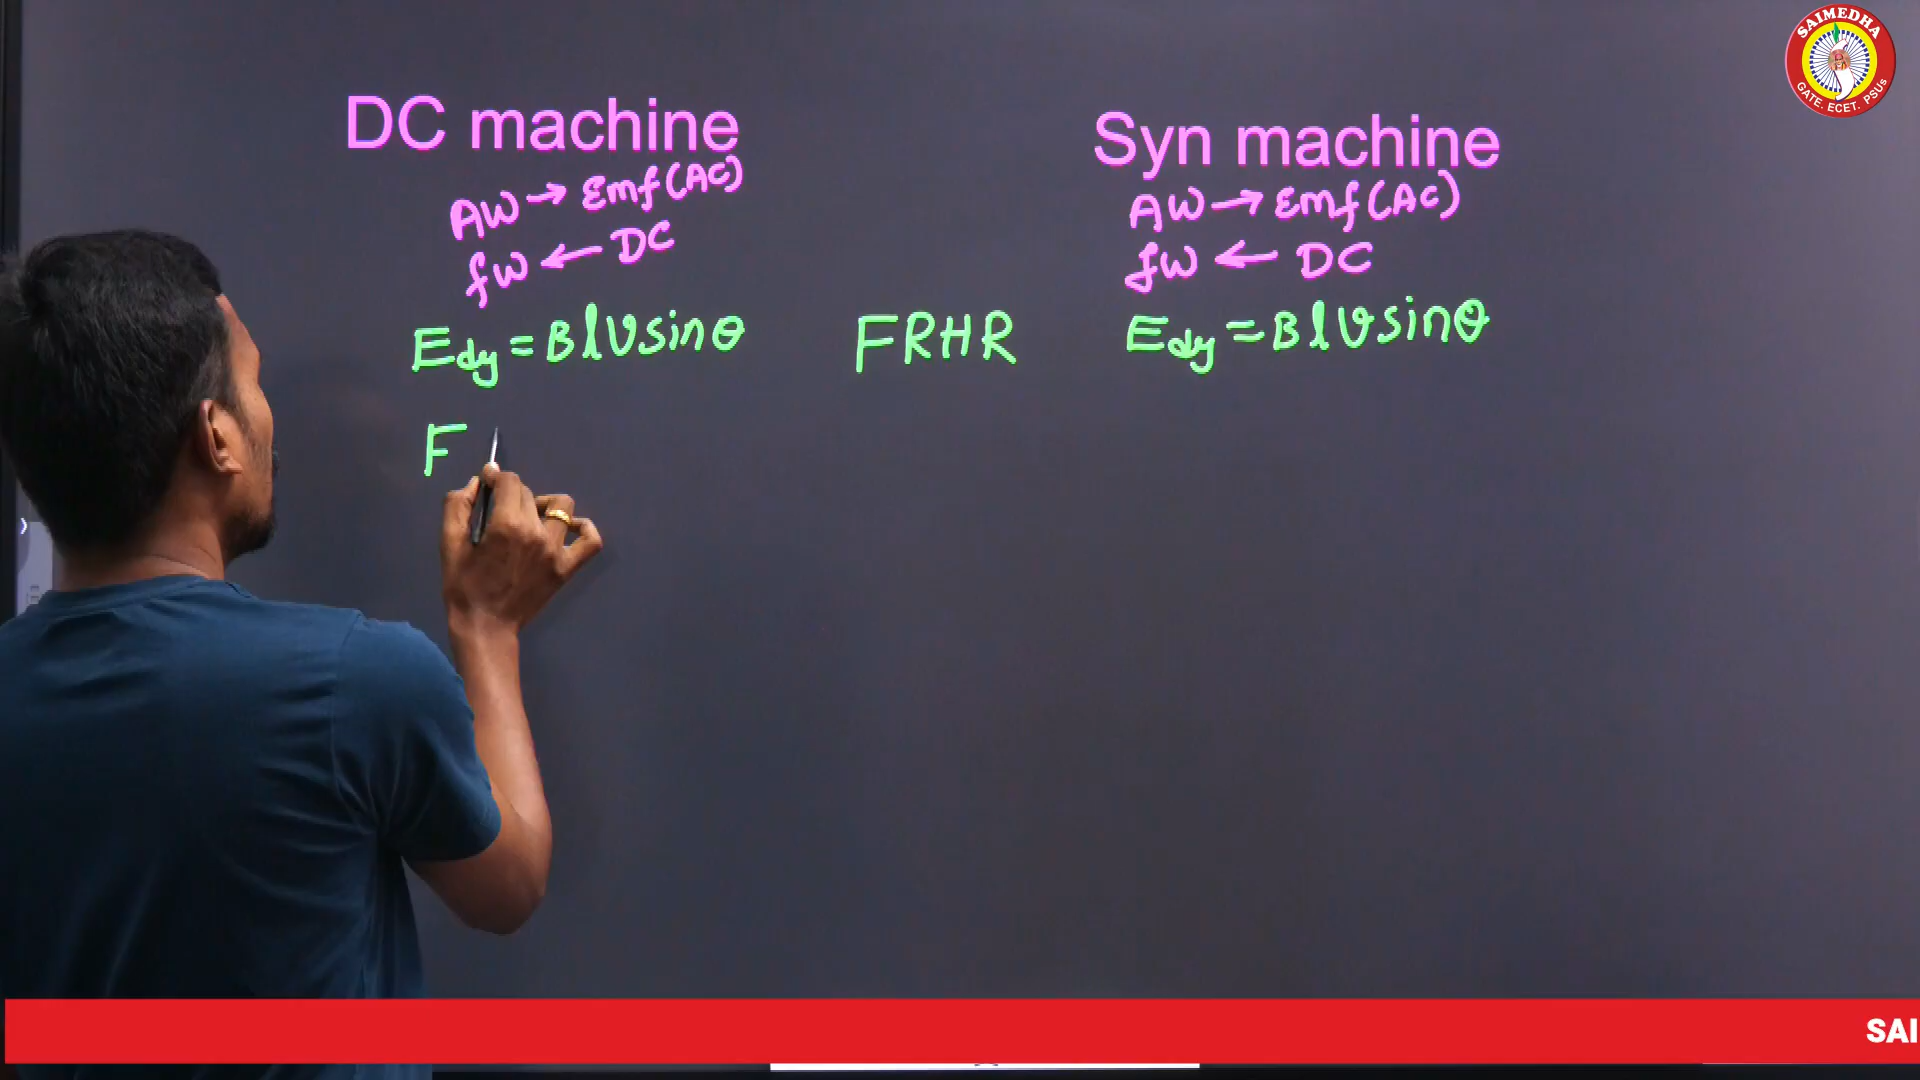 SAIMEDHA
GATE. ECET. PSUs
DC machine
AW → Emf(AC)
fW ← DC
Edy = Blvsinθ
F
FRHR
Syn machine
AW → Emf(AC)
fW ← DC
Edy = Blvsinθ
SAI